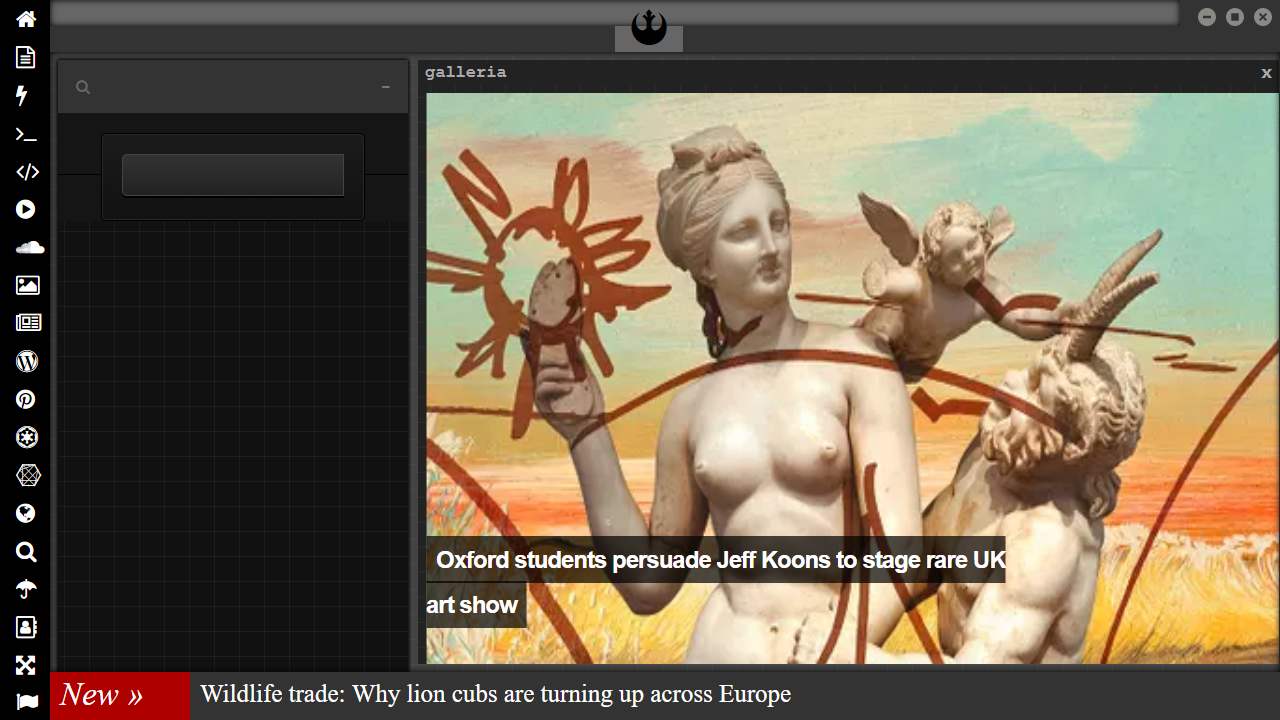 galleria
x
Oxford students persuade Jeff Koons to stage rare UK
art show
New »
Wildlife trade: Why lion cubs are turning up across Europe